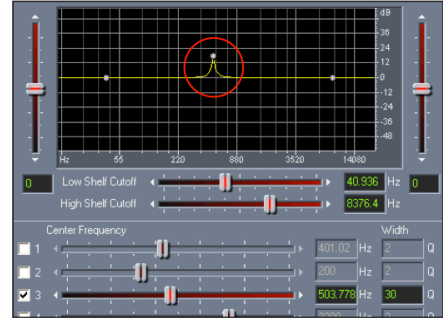 dB
36
24
12
0
-12
-24
-36
-48
Hz 55 220 880 3520 14080
0 Low Shelf Cutoff 40.936 Hz 0
High Shelf Cutoff 8376.4 Hz
Center Frequency Width
1 401.02 Hz 2 Q
2 200 Hz 2 Q
3 503.778 Hz 30 Q